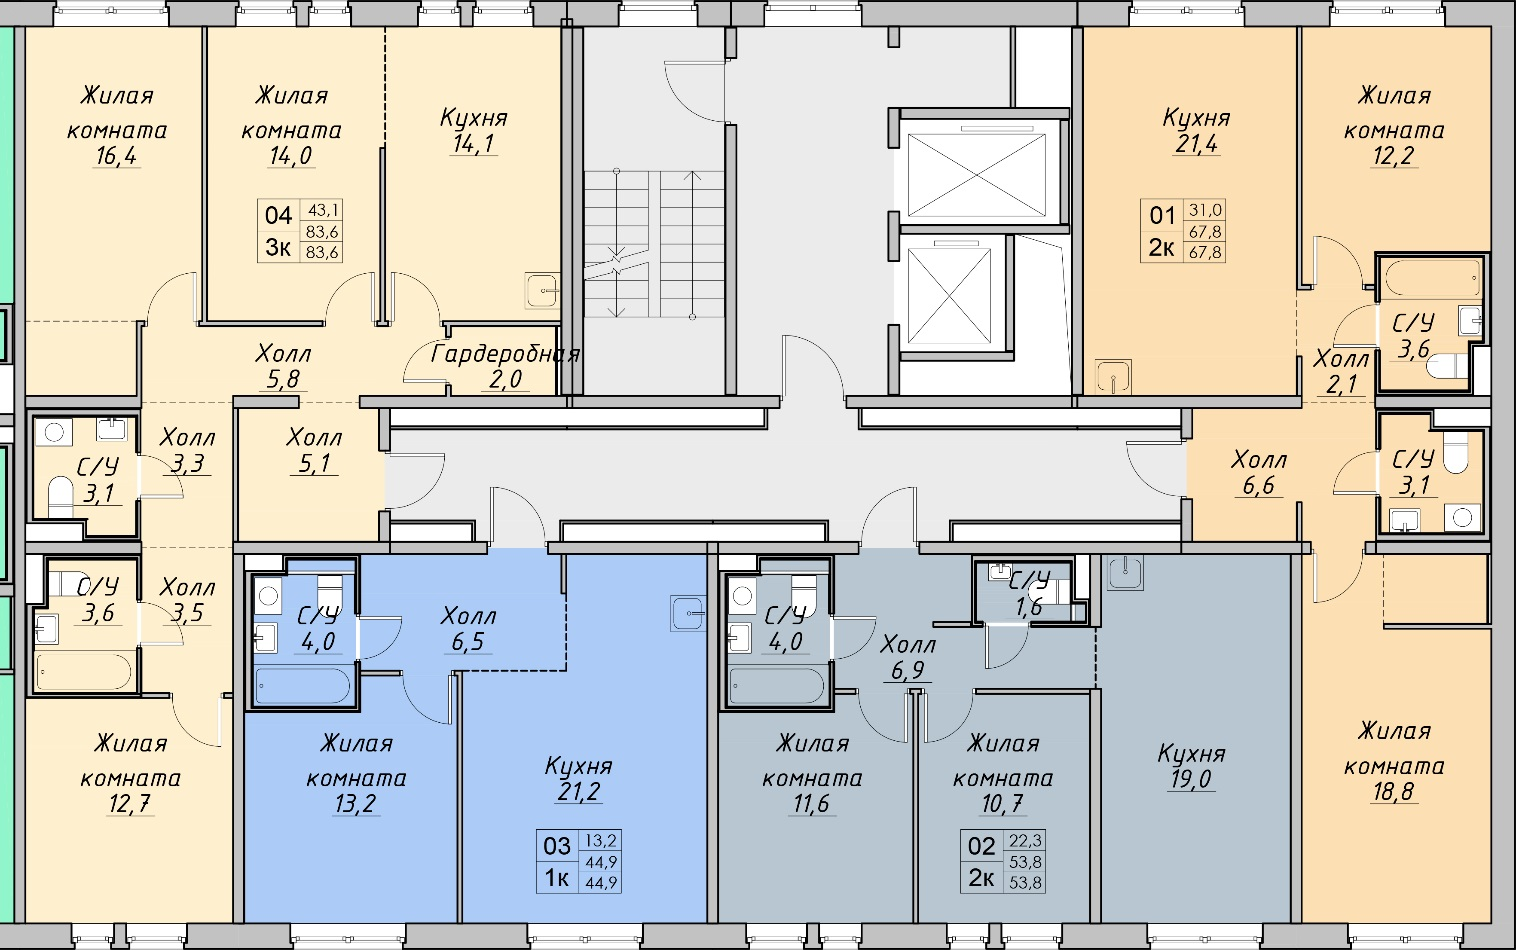 Жилая
комната
16,4
Жилая
комната
14,0
Кухня
14,1
04
3к
43,1
83,6
83,6
Кухня
21,4
Жилая
комната
12,2
01
2к
31,0
67,8
67,8
Холл
5,8
Гардеробная
2,0
С/У
3,6
Холл
2,1
Холл
3,3
Холл
5,1
С/У
3,1
Холл
6,6
С/У
3,1
С/У
3,6
Холл
3,5
С/У
4,0
Холл
6,5
С/У
4,0
Холл
6,9
С/У
1,6
Жилая
комната
12,7
Жилая
комната
13,2
Кухня
21,2
03
1к
13,2
44,9
44,9
Жилая
комната
11,6
Жилая
комната
10,7
02
2к
22,3
53,8
53,8
Кухня
19,0
Жилая
комната
18,8